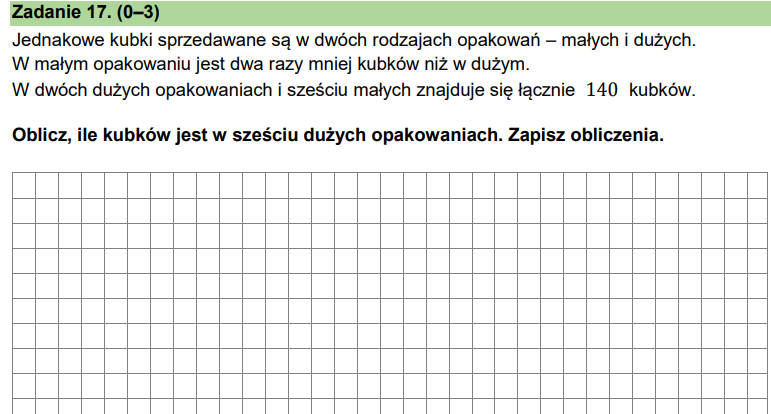 Zadanie 17. (0–3)
Jednakowe kubki sprzedawane są w dwóch rodzajach opakowań – małych i dużych.
W małym opakowaniu jest dwa razy mniej kubków niż w dużym.
W dwóch dużych opakowaniach i sześciu małych znajduje się łącznie 140 kubków.
Oblicz, ile kubków jest w sześciu dużych opakowaniach. Zapisz obliczenia.